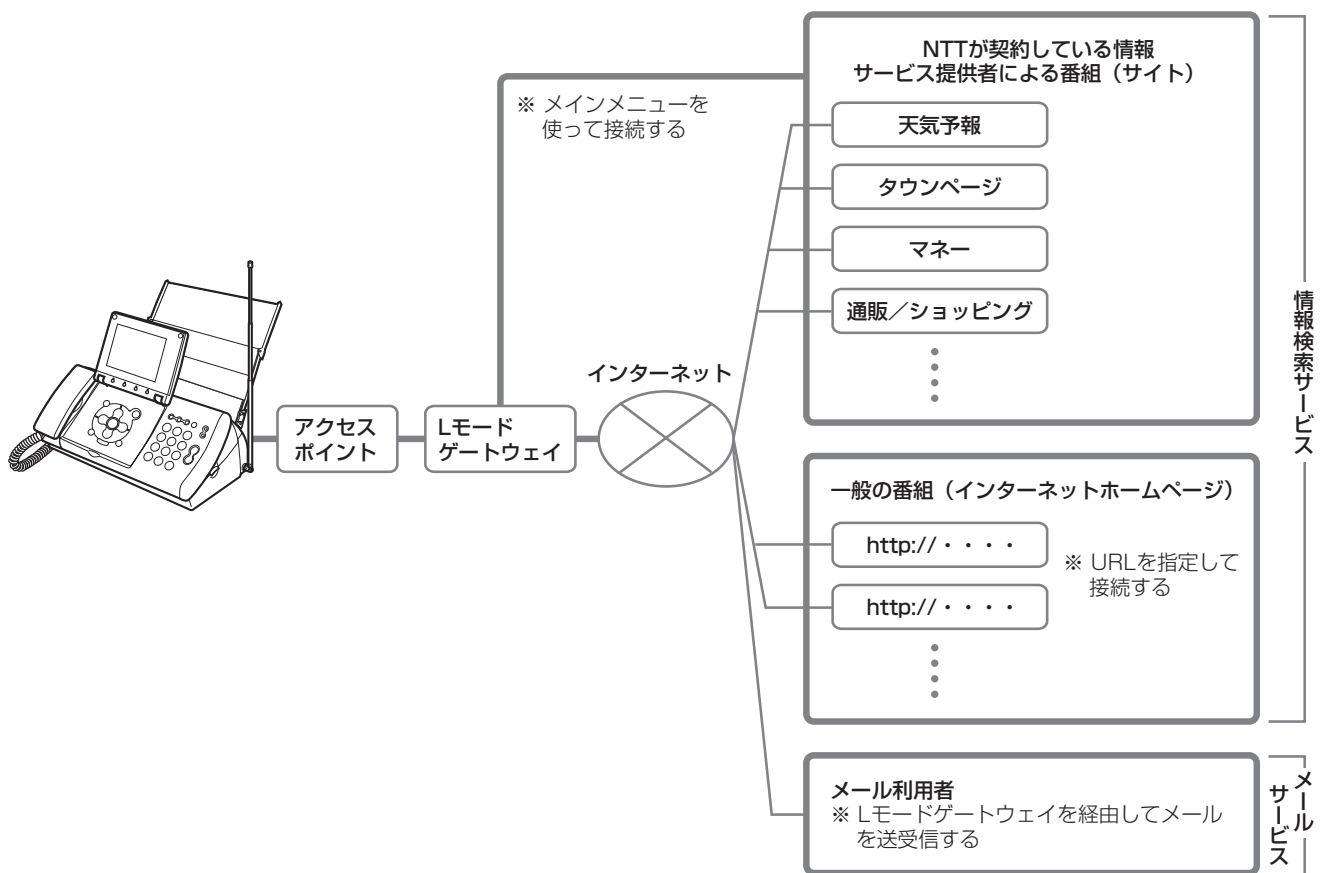 NTTが契約している情報
サービス提供者による番組（サイト）
※ メインメニューを
使って接続する
天気予報
タウンページ
マネー
通販／ショッピング
インターネット
アクセス
ポイント
Lモード
ゲートウェイ
一般の番組（インターネットホームページ）
http://・・・・
※ URLを指定して
接続する
http://・・・・
情報検索サービス
メール利用者
※ Lモードゲートウェイを経由してメール
を送受信する
メール
サービス